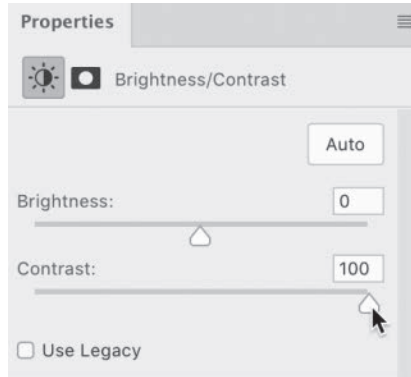 Properties
Brightness/Contrast
Auto
Brightness: 0
Contrast: 100
Use Legacy